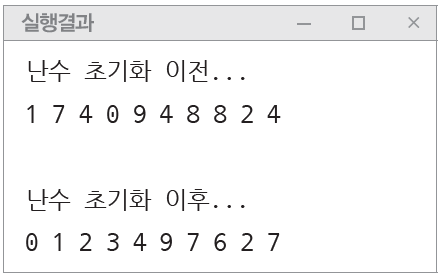 실행결과
난수 초기화 이전...
1 7 4 0 9 4 8 8 2 4
난수 초기화 이후...
0 1 2 3 4 9 7 6 2 7